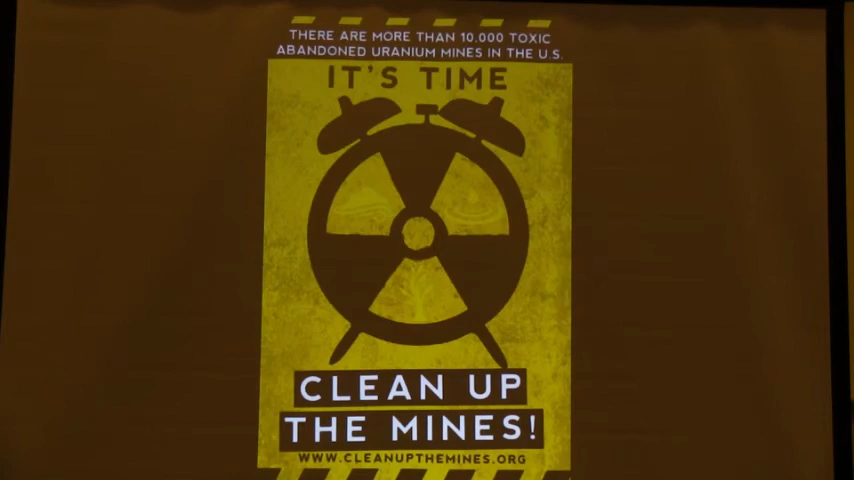 THERE ARE MORE THAN 10,000 TOXIC
ABANDONED URANIUM MINES IN THE U.S.
IT'S TIME
CLEAN UP
THE MINES!
WWW.CLEANUPTHEMINES.ORG